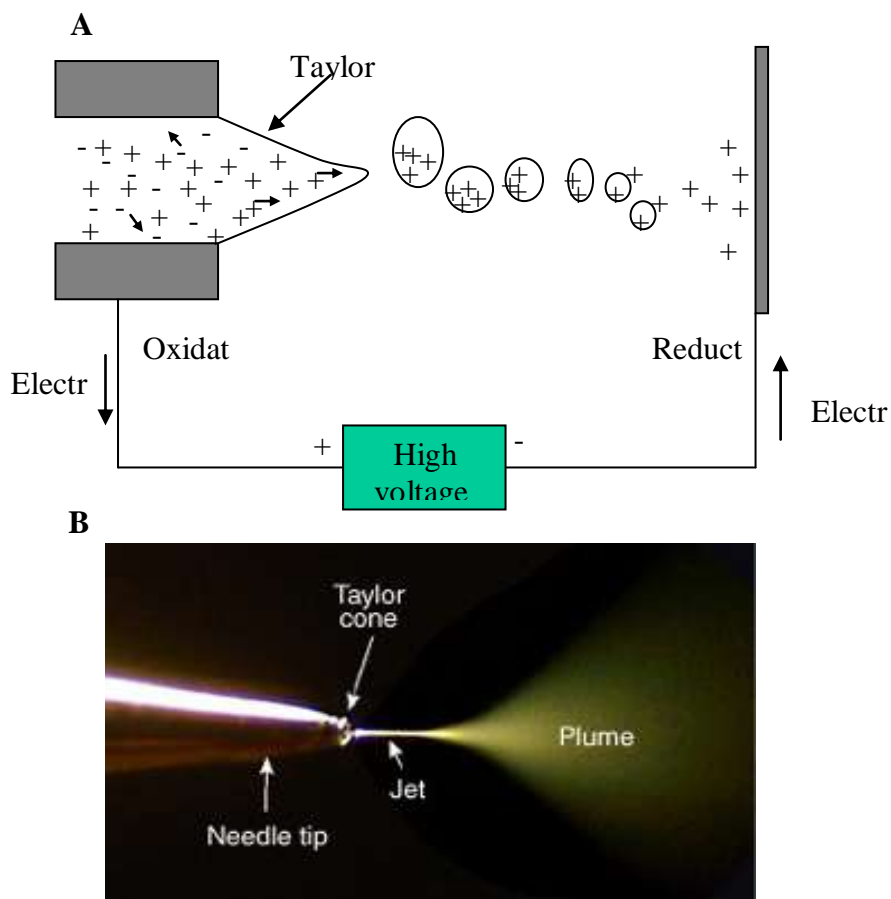 A
Taylor
Oxidat
Reduct
Electr
Electr
+
-
High
voltage
B
Taylor
cone
Plume
Jet
Needle tip